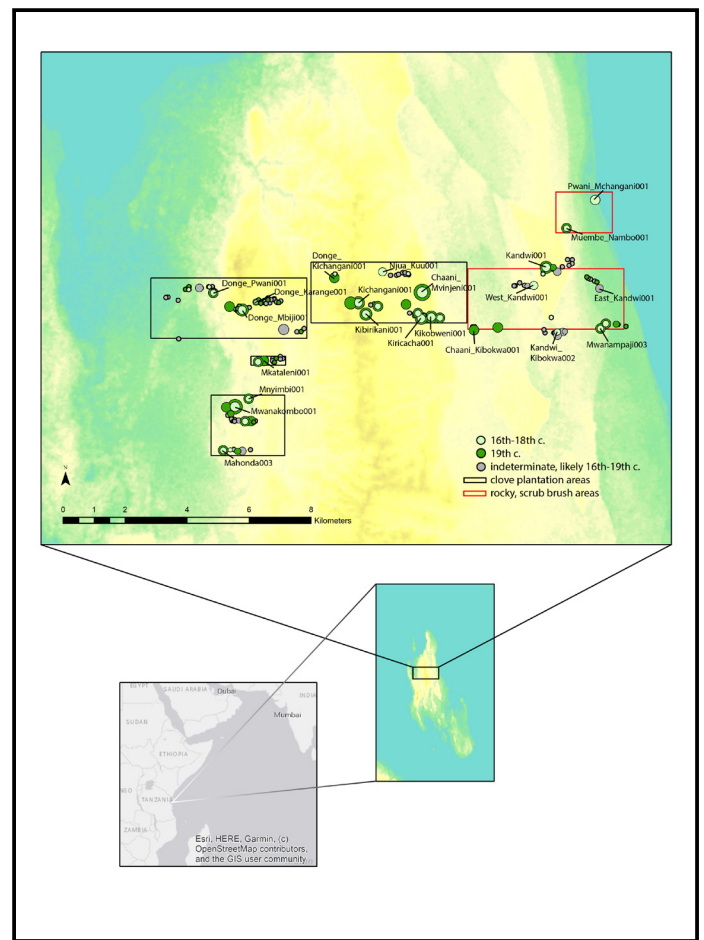 Pwani_Mchangani001
Muembe_Nambo001
Donge_
Kichangani001
Njua_Kuu001
Kandwi001
Chaani_
Mvinjeni001
Donge_Pwani001
Donge_Karange001
Kichangani001
West_Kandwi001
East_Kandwi001
Donge_Mbiji001
Kibirikani001
Kikobweni001
Kiricacha001
Chaani_Kibokwa001
Kandwi_
Kibokwa002
Mwanampaji003
Mkataleni001
Mnyimbi001
Mwanakombo001
Mahonda003
16th-18th c.
19th c.
indeterminate, likely 16th-19th c.
clove plantation areas
rocky, scrub brush areas
N
0 2 4 6 8
Kilometers
EGYPT
SAUDI ARABIA
Dubai
INDIA
Mumbai
SUDAN
ETHIOPIA
TANZANIA
ZAMBIA
Esri, HERE, Garmin, (c)
OpenStreetMap contributors,
and the GIS user community